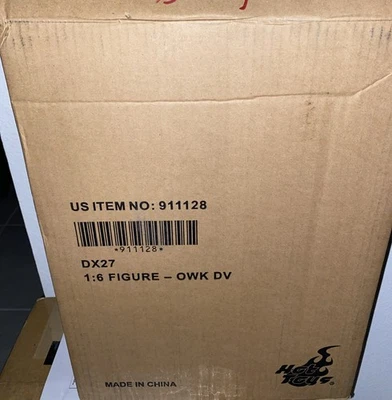 US ITEM NO: 911128
*911128*
DX27
1:6 FIGURE – OWK DV
Hot
Toys
MADE IN CHINA